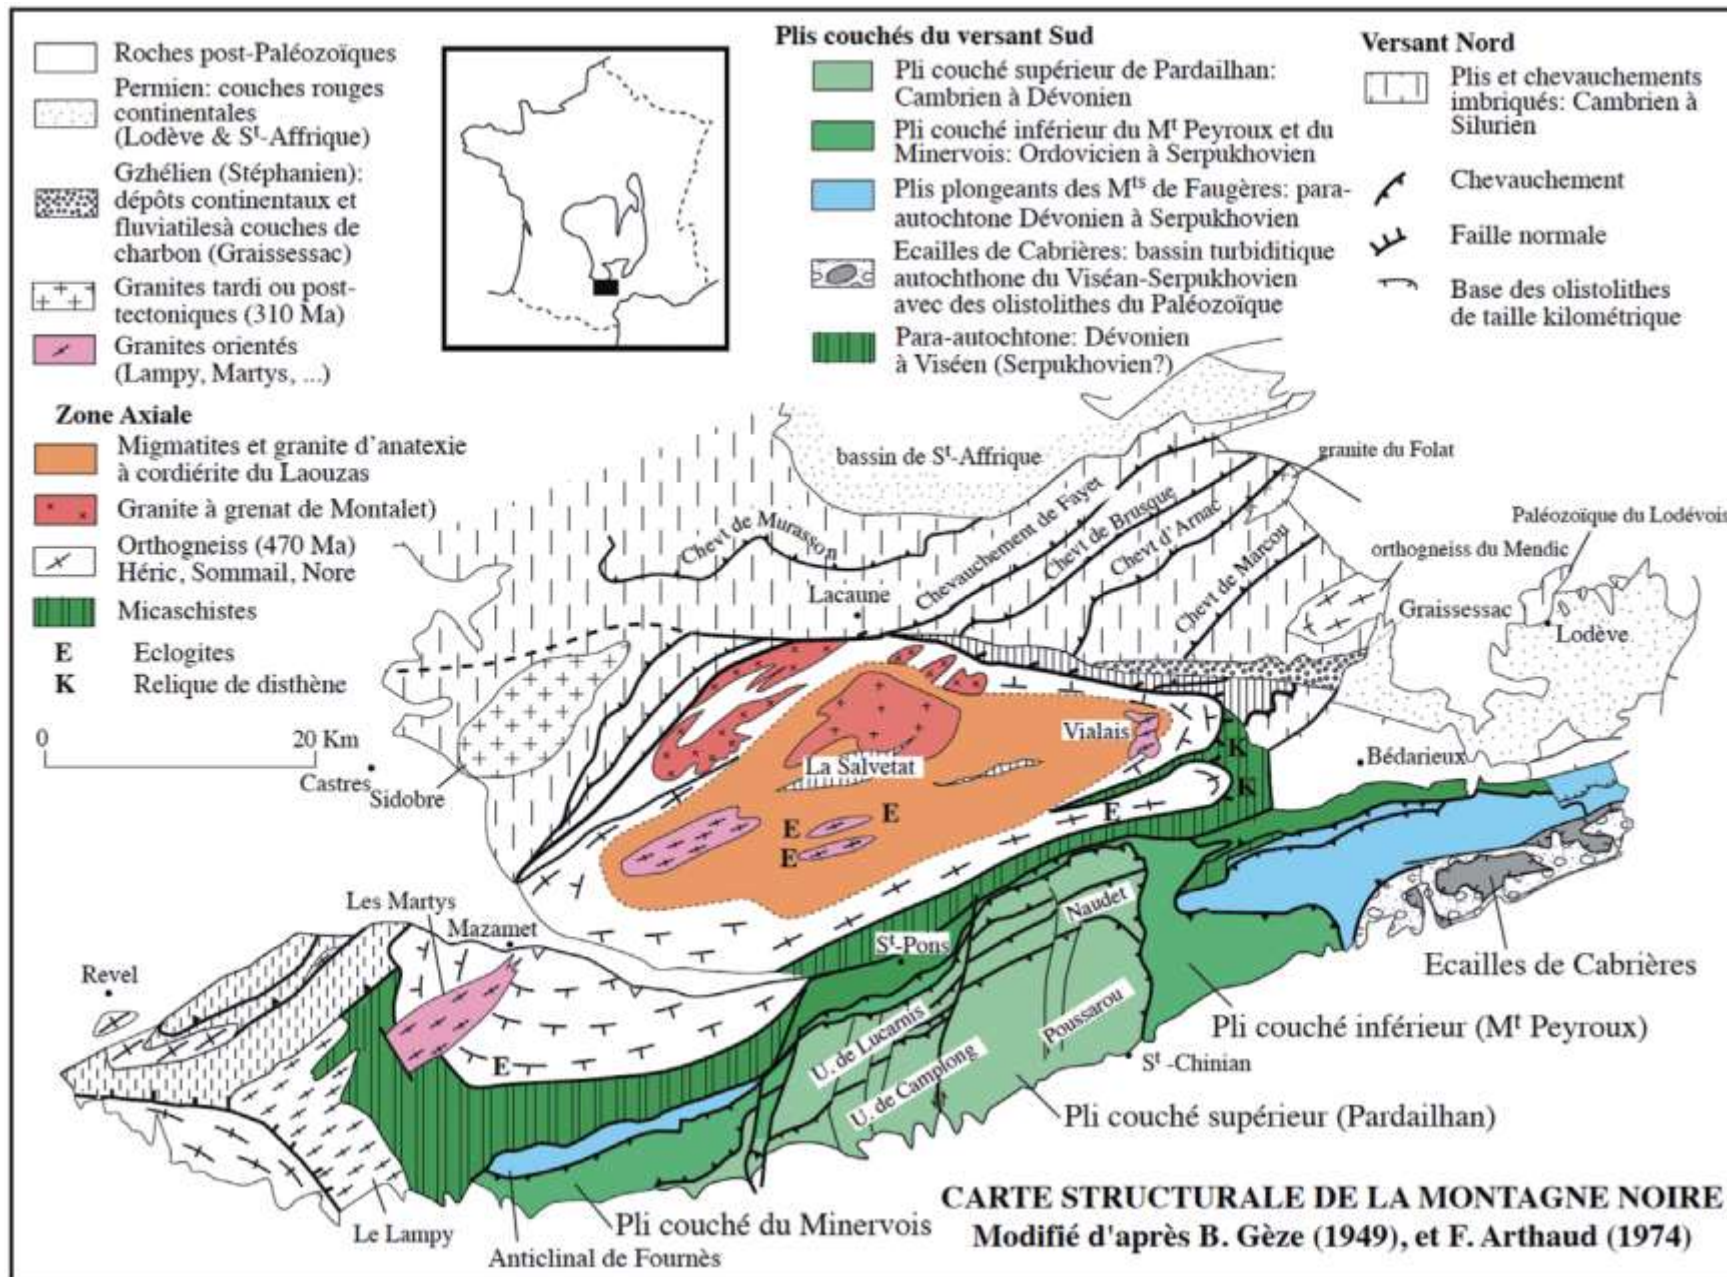 Roches post-Paléozoïques
Permien: couches rouges
continentales
(Lodève & Sᵗ-Affrique)
Gzhélien (Stéphanien):
dépôts continentaux et
fluviatilesà couches de
charbon (Graissessac)
Granites tardi ou post-
tectoniques (310 Ma)
Granites orientés
(Lampy, Martys, ...)
Zone Axiale
Migmatites et granite d'anatexie
à cordiérite du Laouzas
Granite à grenat de Montalet)
Orthogneiss (470 Ma)
Héric, Sommail, Nore
Micaschistes
E Eclogites
K Relique de disthène
0 20 Km
Plis couchés du versant Sud
Pli couché supérieur de Pardailhan:
Cambrien à Dévonien
Pli couché inférieur du Mᵗ Peyroux et du
Minervois: Ordovicien à Serpukhovien
Plis plongeants des Mᵗˢ de Faugères: para-
autochtone Dévonien à Serpukhovien
Ecailles de Cabrières: bassin turbiditique
autochthone du Viséan-Serpukhovien
avec des olistolithes du Paléozoïque
Para-autochtone: Dévonien
à Viséen (Serpukhovien?)
Versant Nord
Plis et chevauchements
imbriqués: Cambrien à
Silurien
Chevauchement
Faille normale
Base des olistolithes
de taille kilométrique
bassin de Sᵗ-Affrique
granite du Folat
Chevᵗ de Murasson
Chevauchement de Fayet
Chevᵗ de Brusque
Chevᵗ d'Arnac
Chevᵗ de Marcou
Paléozoïque du Lodévois
orthogneiss du Mendic
Lacaune
Graissessac
Lodève
Castres
Sidobre
Vialais
K
Bédarieux
La Salvetat
K
E
E
E
E
Les Martys
Mazamet
Naudet
Sᵗ-Pons
Revel
Ecailles de Cabrières
Poussarou
Pli couché inférieur (Mᵗ Peyroux)
U. de Lucarnis
E
Sᵗ -Chinian
U. de Camplong
Pli couché supérieur (Pardailhan)
Le Lampy
Pli couché du Minervois
Anticlinal de Fournès
CARTE STRUCTURALE DE LA MONTAGNE NOIRE
Modifié d'après B. Gèze (1949), et F. Arthaud (1974)